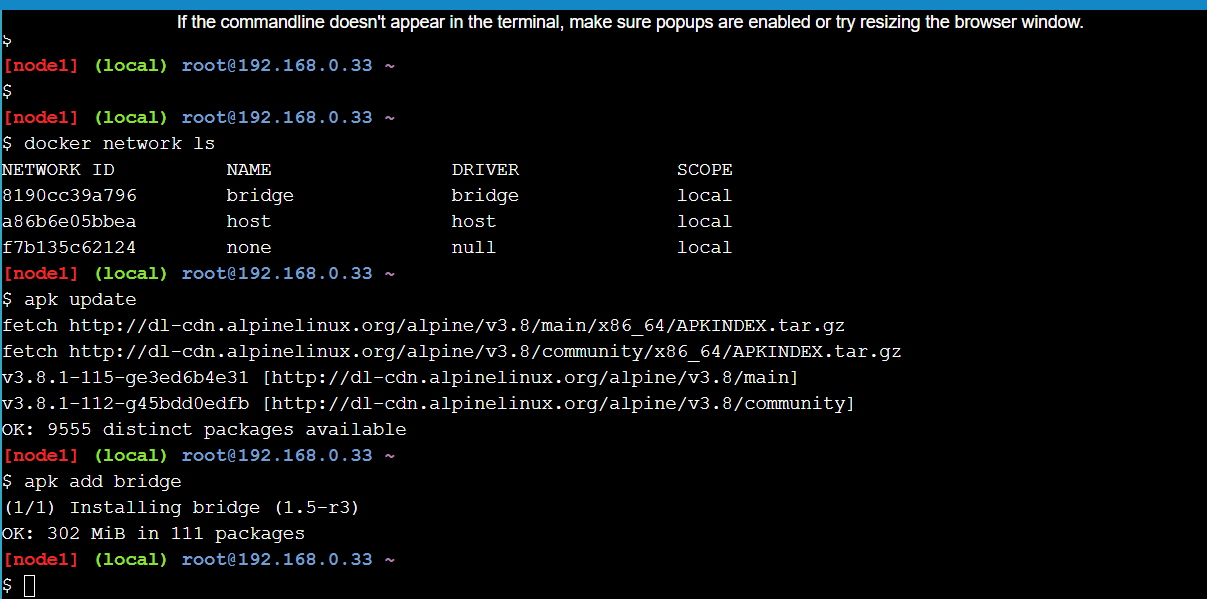 If the commandline doesn't appear in the terminal, make sure popups are enabled or try resizing the browser window.
$
[node1] (local) root@192.168.0.33 ~
$
[node1] (local) root@192.168.0.33 ~
$ docker network ls
NETWORK ID          NAME                DRIVER              SCOPE
8190cc39a796        bridge              bridge              local
a86b6e05bbea        host                host                local
f7b135c62124        none                null                local
[node1] (local) root@192.168.0.33 ~
$ apk update
fetch http://dl-cdn.alpinelinux.org/alpine/v3.8/main/x86_64/APKINDEX.tar.gz
fetch http://dl-cdn.alpinelinux.org/alpine/v3.8/community/x86_64/APKINDEX.tar.gz
v3.8.1-115-ge3ed6b4e31 [http://dl-cdn.alpinelinux.org/alpine/v3.8/main]
v3.8.1-112-g45bdd0edfb [http://dl-cdn.alpinelinux.org/alpine/v3.8/community]
OK: 9555 distinct packages available
[node1] (local) root@192.168.0.33 ~
$ apk add bridge
(1/1) Installing bridge (1.5-r3)
OK: 302 MiB in 111 packages
[node1] (local) root@192.168.0.33 ~
$